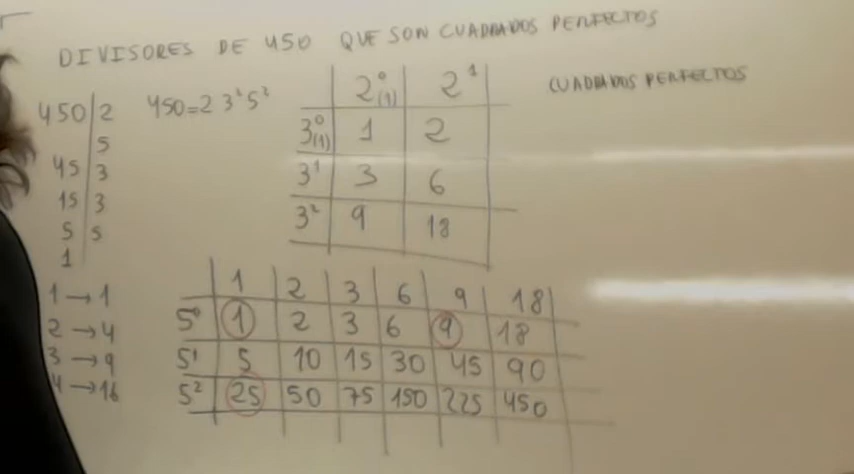 DIVISORES DE 450 QUE SON CUADRADOS PERFECTOS
450 | 2
5
45 | 3
15 | 3
5 | 5
1
450=2 3² 5²
2⁰(1) 2¹
3⁰(1) 1 2
3¹ 3 6
3² 9 18
CUADRADOS PERFECTOS
1 → 1
2 → 4
3 → 9
4 → 16
1 2 3 6 9 18
5⁰ 1 2 3 6 9 18
5¹ 5 10 15 30 45 90
5² 25 50 75 150 225 450